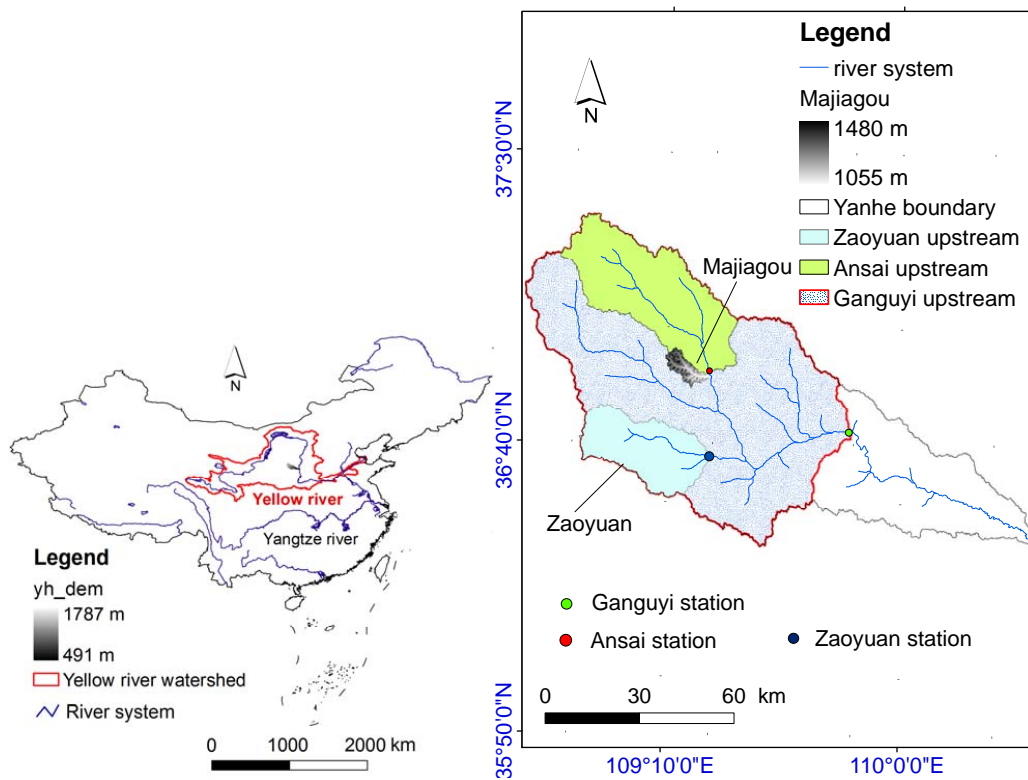 N
Yellow river
Yangtze river
Legend
yh_dem
1787 m
491 m
Yellow river watershed
River system
0 1000 2000 km
Legend
river system
Majiagou
1480 m
1055 m
Yanhe boundary
Zaoyuan upstream
Ansai upstream
Ganguyi upstream
N
37°30'0"N
36°40'0"N
35°50'0"N
Majiagou
Zaoyuan
Ganguyi station
Ansai station
Zaoyuan station
0 30 60 km
109°10'0"E
110°0'0"E